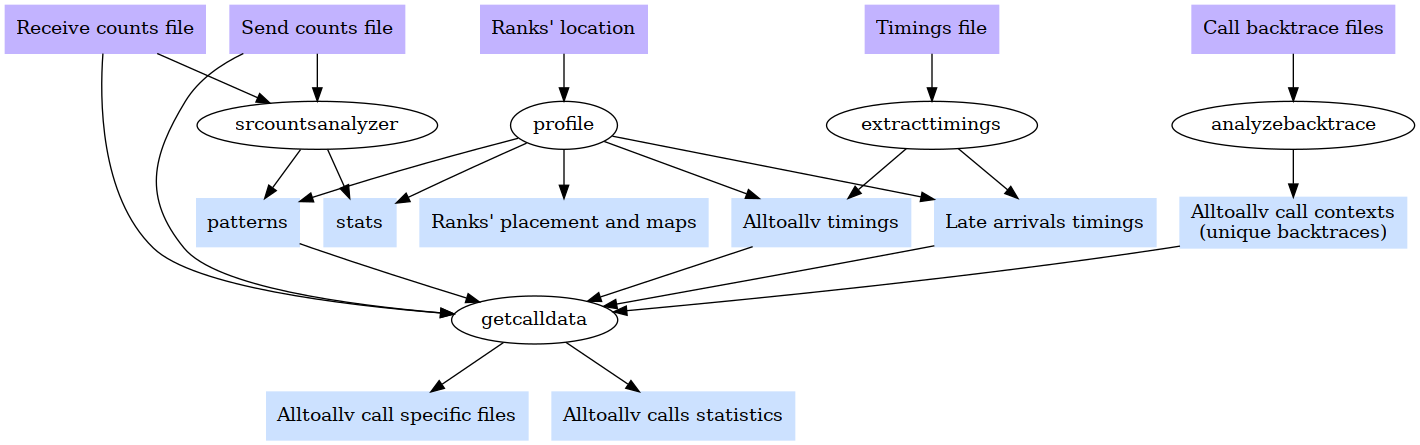 Receive counts file
Send counts file
Ranks' location
Timings file
Call backtrace files
srcountsanalyzer
profile
extracttimings
analyzebacktrace
patterns
stats
Ranks' placement and maps
Alltoallv timings
Late arrivals timings
Alltoallv call contexts
(unique backtraces)
getcalldata
Alltoallv call specific files
Alltoallv calls statistics